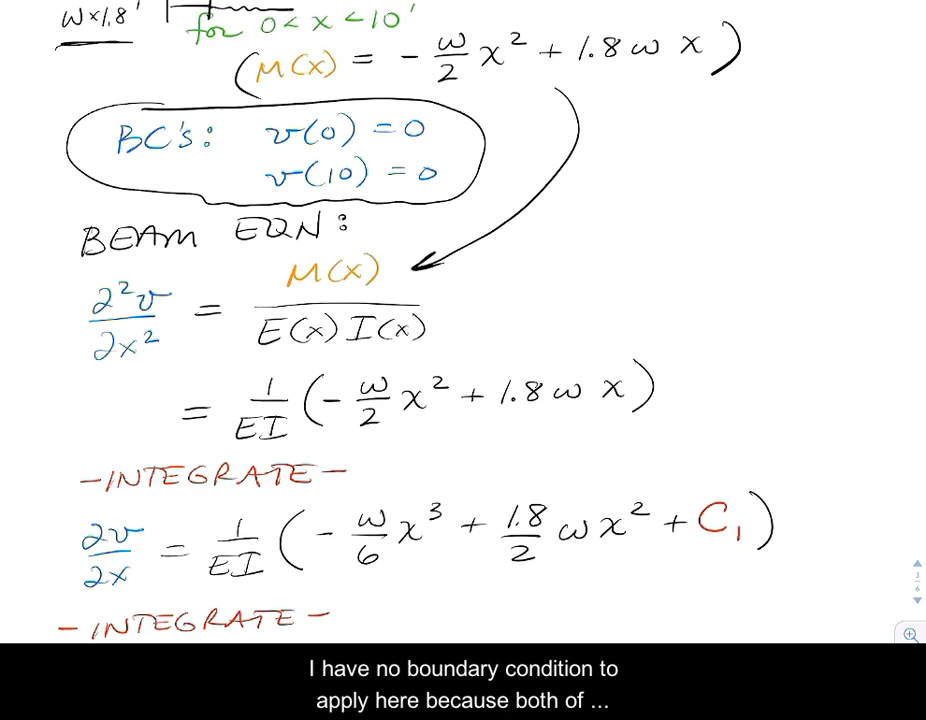 w×1.8'
for 0 < x < 10'
(M(x) = - w/2 x² + 1.8 w x)
BC's: v(0) = 0
v(10) = 0
BEAM EQN:
∂²v/∂x² = M(x)/E(x) I(x)
= 1/EI (- w/2 x² + 1.8 w x)
-INTEGRATE-
∂v/∂x = 1/EI (- w/6 x³ + 1.8/2 w x² + C₁)
-INTEGRATE-
3
6
I have no boundary condition to
apply here because both of ...